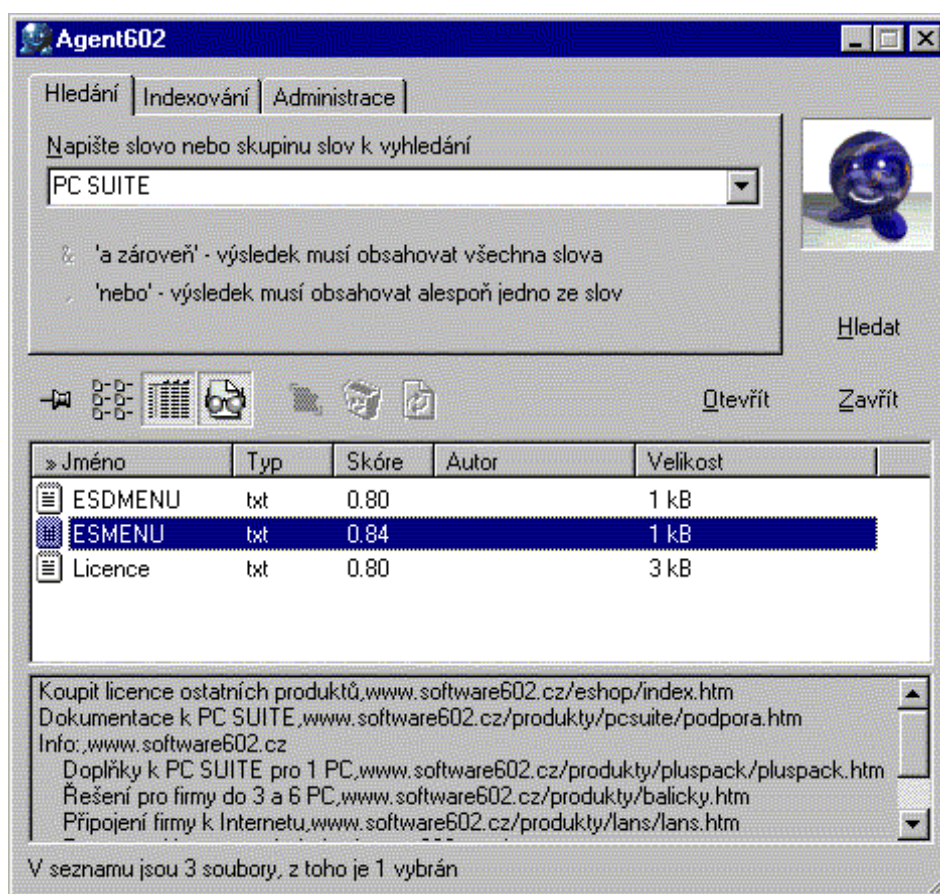 Agent602
Hledání Indexování Administrace
Napište slovo nebo skupinu slov k vyhledání
PC SUITE
& 'a zároveň' - výsledek musí obsahovat všechna slova
, 'nebo' - výsledek musí obsahovat alespoň jedno ze slov
Hledat
Otevřít Zavřít
» Jméno Typ Skóre Autor Velikost
ESDMENU txt 0.80 1 kB
ESMENU txt 0.84 1 kB
Licence txt 0.80 3 kB
Koupit licence ostatních produktů,www.software602.cz/eshop/index.htm
Dokumentace k PC SUITE,www.software602.cz/produkty/pcsuite/podpora.htm
Info:,www.software602.cz
Doplňky k PC SUITE pro 1 PC,www.software602.cz/produkty/pluspack/pluspack.htm
Řešení pro firmy do 3 a 6 PC,www.software602.cz/produkty/balicky.htm
Připojení firmy k Internetu,www.software602.cz/produkty/lans/lans.htm
V seznamu jsou 3 soubory, z toho je 1 vybrán